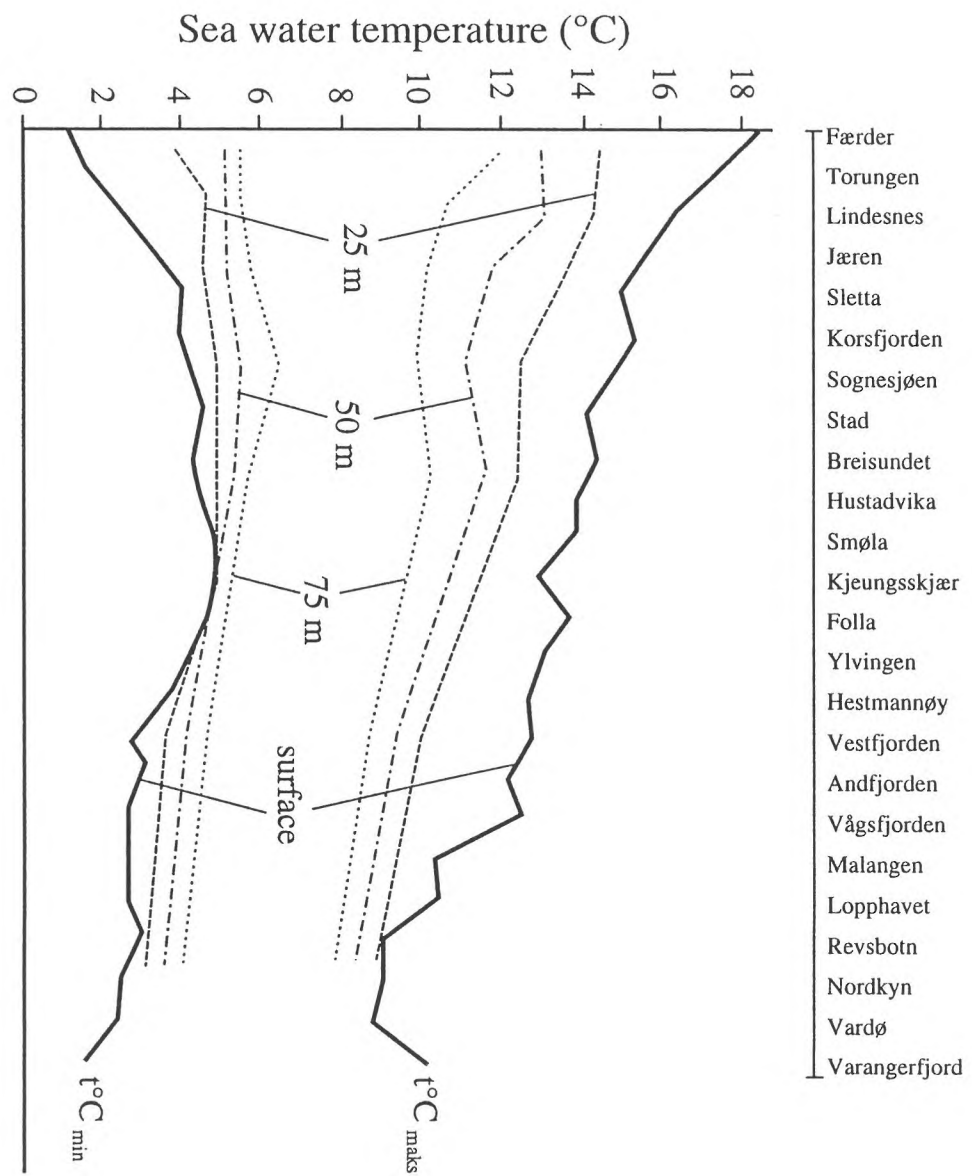 Sea water temperature (°C)
0 2 4 6 8 10 12 14 16 18
Færder
Torungen
Lindesnes
Jæren
Sletta
Korsfjorden
Sognesjøen
Stad
Breisundet
Hustadvika
Smøla
Kjeungsskjær
Folla
Ylvingen
Hestmannøy
Vestfjorden
Andfjorden
Vågsfjorden
Malangen
Lopphavet
Revsbotn
Nordkyn
Vardø
Varangerfjord
25 m
50 m
75 m
surface
t°C min
t°C maks